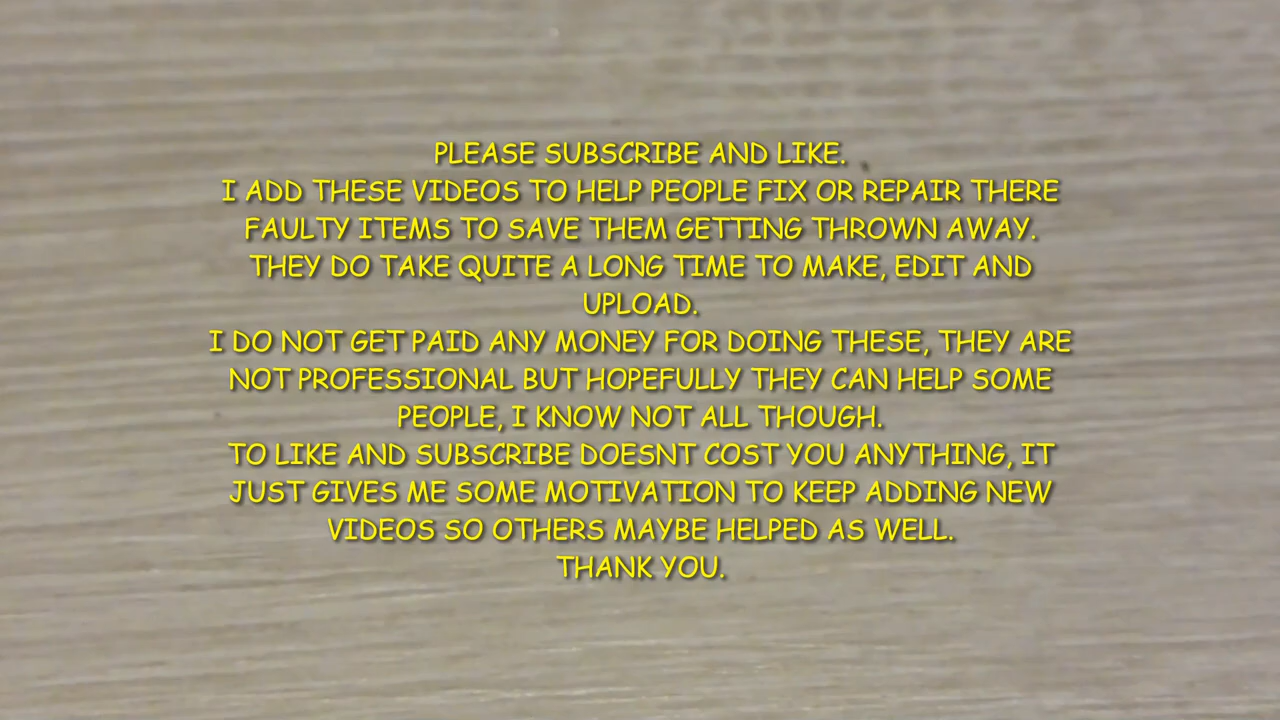 PLEASE SUBSCRIBE AND LIKE.
I ADD THESE VIDEOS TO HELP PEOPLE FIX OR REPAIR THERE
FAULTY ITEMS TO SAVE THEM GETTING THROWN AWAY.
THEY DO TAKE QUITE A LONG TIME TO MAKE, EDIT AND
UPLOAD.
I DO NOT GET PAID ANY MONEY FOR DOING THESE, THEY ARE
NOT PROFESSIONAL BUT HOPEFULLY THEY CAN HELP SOME
PEOPLE, I KNOW NOT ALL THOUGH.
TO LIKE AND SUBSCRIBE DOESNT COST YOU ANYTHING, IT
JUST GIVES ME SOME MOTIVATION TO KEEP ADDING NEW
VIDEOS SO OTHERS MAYBE HELPED AS WELL.
THANK YOU.